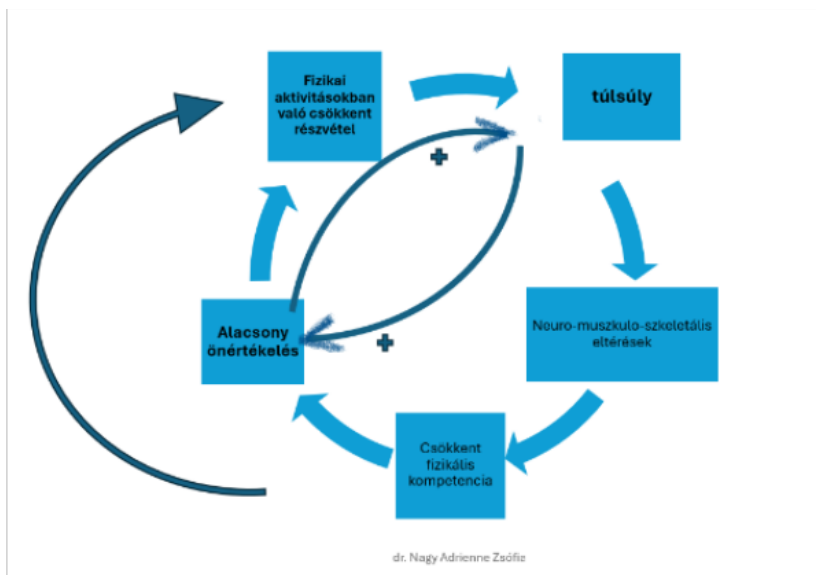 Fizikai
aktivitásokban
való csökkent
részvétel
túlsúly
Neuro-muszkulo-szkeletális
eltérések
Csökkent
fizikális
kompetencia
Alacsony
önértékelés
+
+
dr. Nagy Adrienne Zsófia